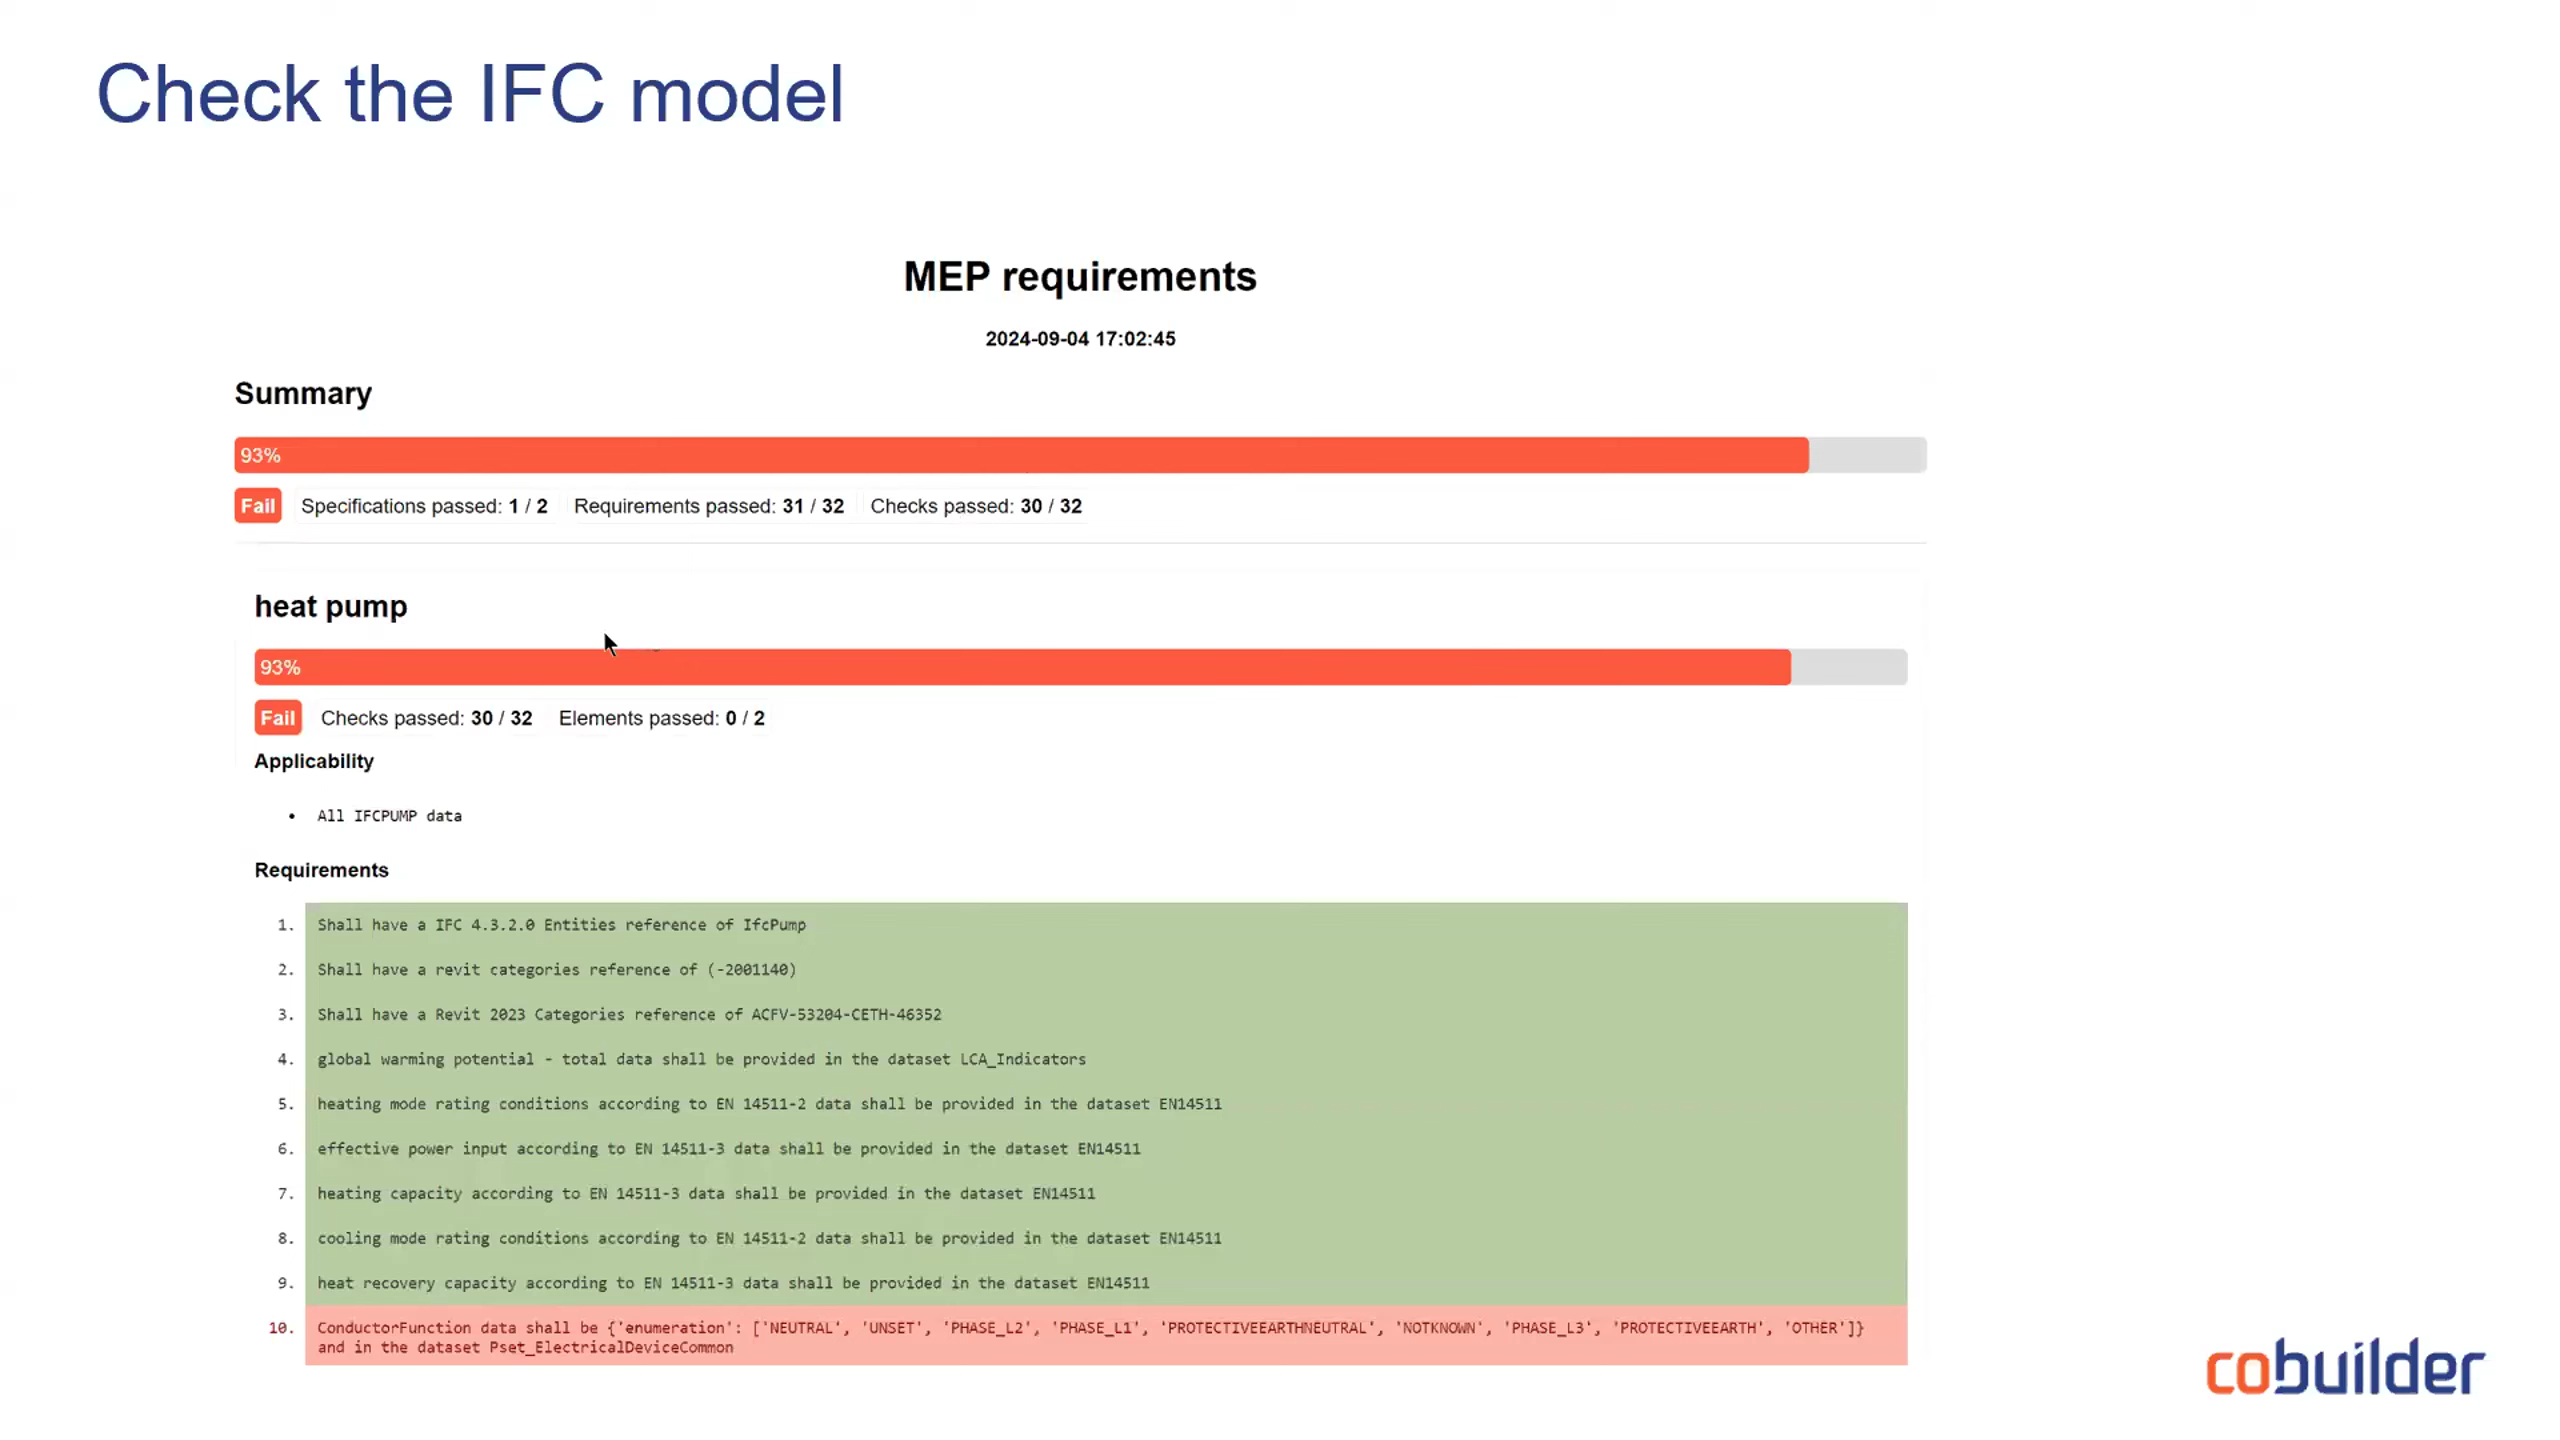 Check the IFC model
MEP requirements
2024-09-04 17:02:45
Summary
93%
Fail Specifications passed: 1 / 2 Requirements passed: 31 / 32 Checks passed: 30 / 32
heat pump
93%
Fail Checks passed: 30 / 32 Elements passed: 0 / 2
Applicability
• All IFCPUMP data
Requirements
1. Shall have a IFC 4.3.2.0 Entities reference of IfcPump
2. Shall have a revit categories reference of (-2001140)
3. Shall have a Revit 2023 Categories reference of ACFV-53204-CETH-46352
4. global warming potential - total data shall be provided in the dataset LCA_Indicators
5. heating mode rating conditions according to EN 14511-2 data shall be provided in the dataset EN14511
6. effective power input according to EN 14511-3 data shall be provided in the dataset EN14511
7. heating capacity according to EN 14511-3 data shall be provided in the dataset EN14511
8. cooling mode rating conditions according to EN 14511-2 data shall be provided in the dataset EN14511
9. heat recovery capacity according to EN 14511-3 data shall be provided in the dataset EN14511
10. ConductorFunction data shall be {'enumeration': ['NEUTRAL', 'UNSET', 'PHASE_L2', 'PHASE_L1', 'PROTECTIVEEARTHNEUTRAL', 'NOTKNOWN', 'PHASE_L3', 'PROTECTIVEEARTH', 'OTHER']}
and in the dataset Pset_ElectricalDeviceCommon
cobuilder